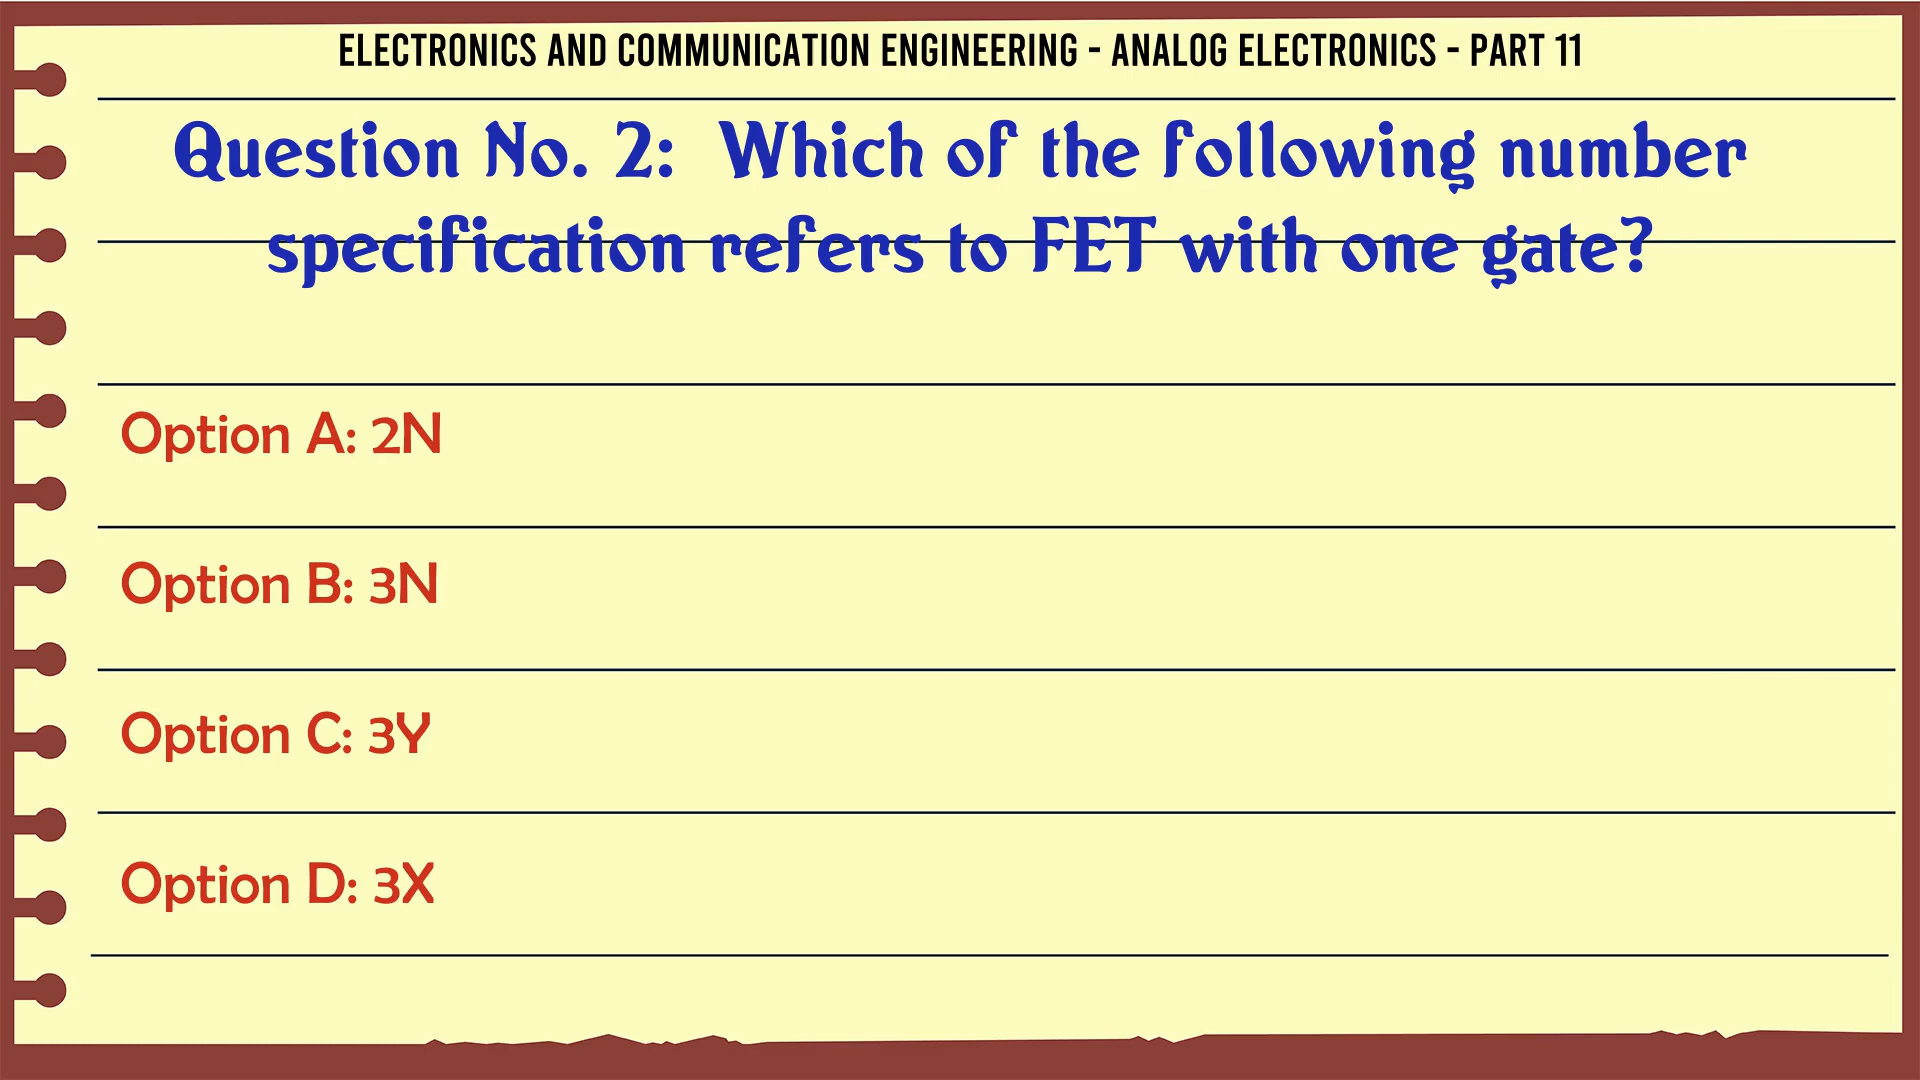 ELECTRONICS AND COMMUNICATION ENGINEERING - ANALOG ELECTRONICS - PART 11
Question No. 2: Which of the following number
specification refers to FET with one gate?
Option A: 2N
Option B: 3N
Option C: 3Y
Option D: 3X